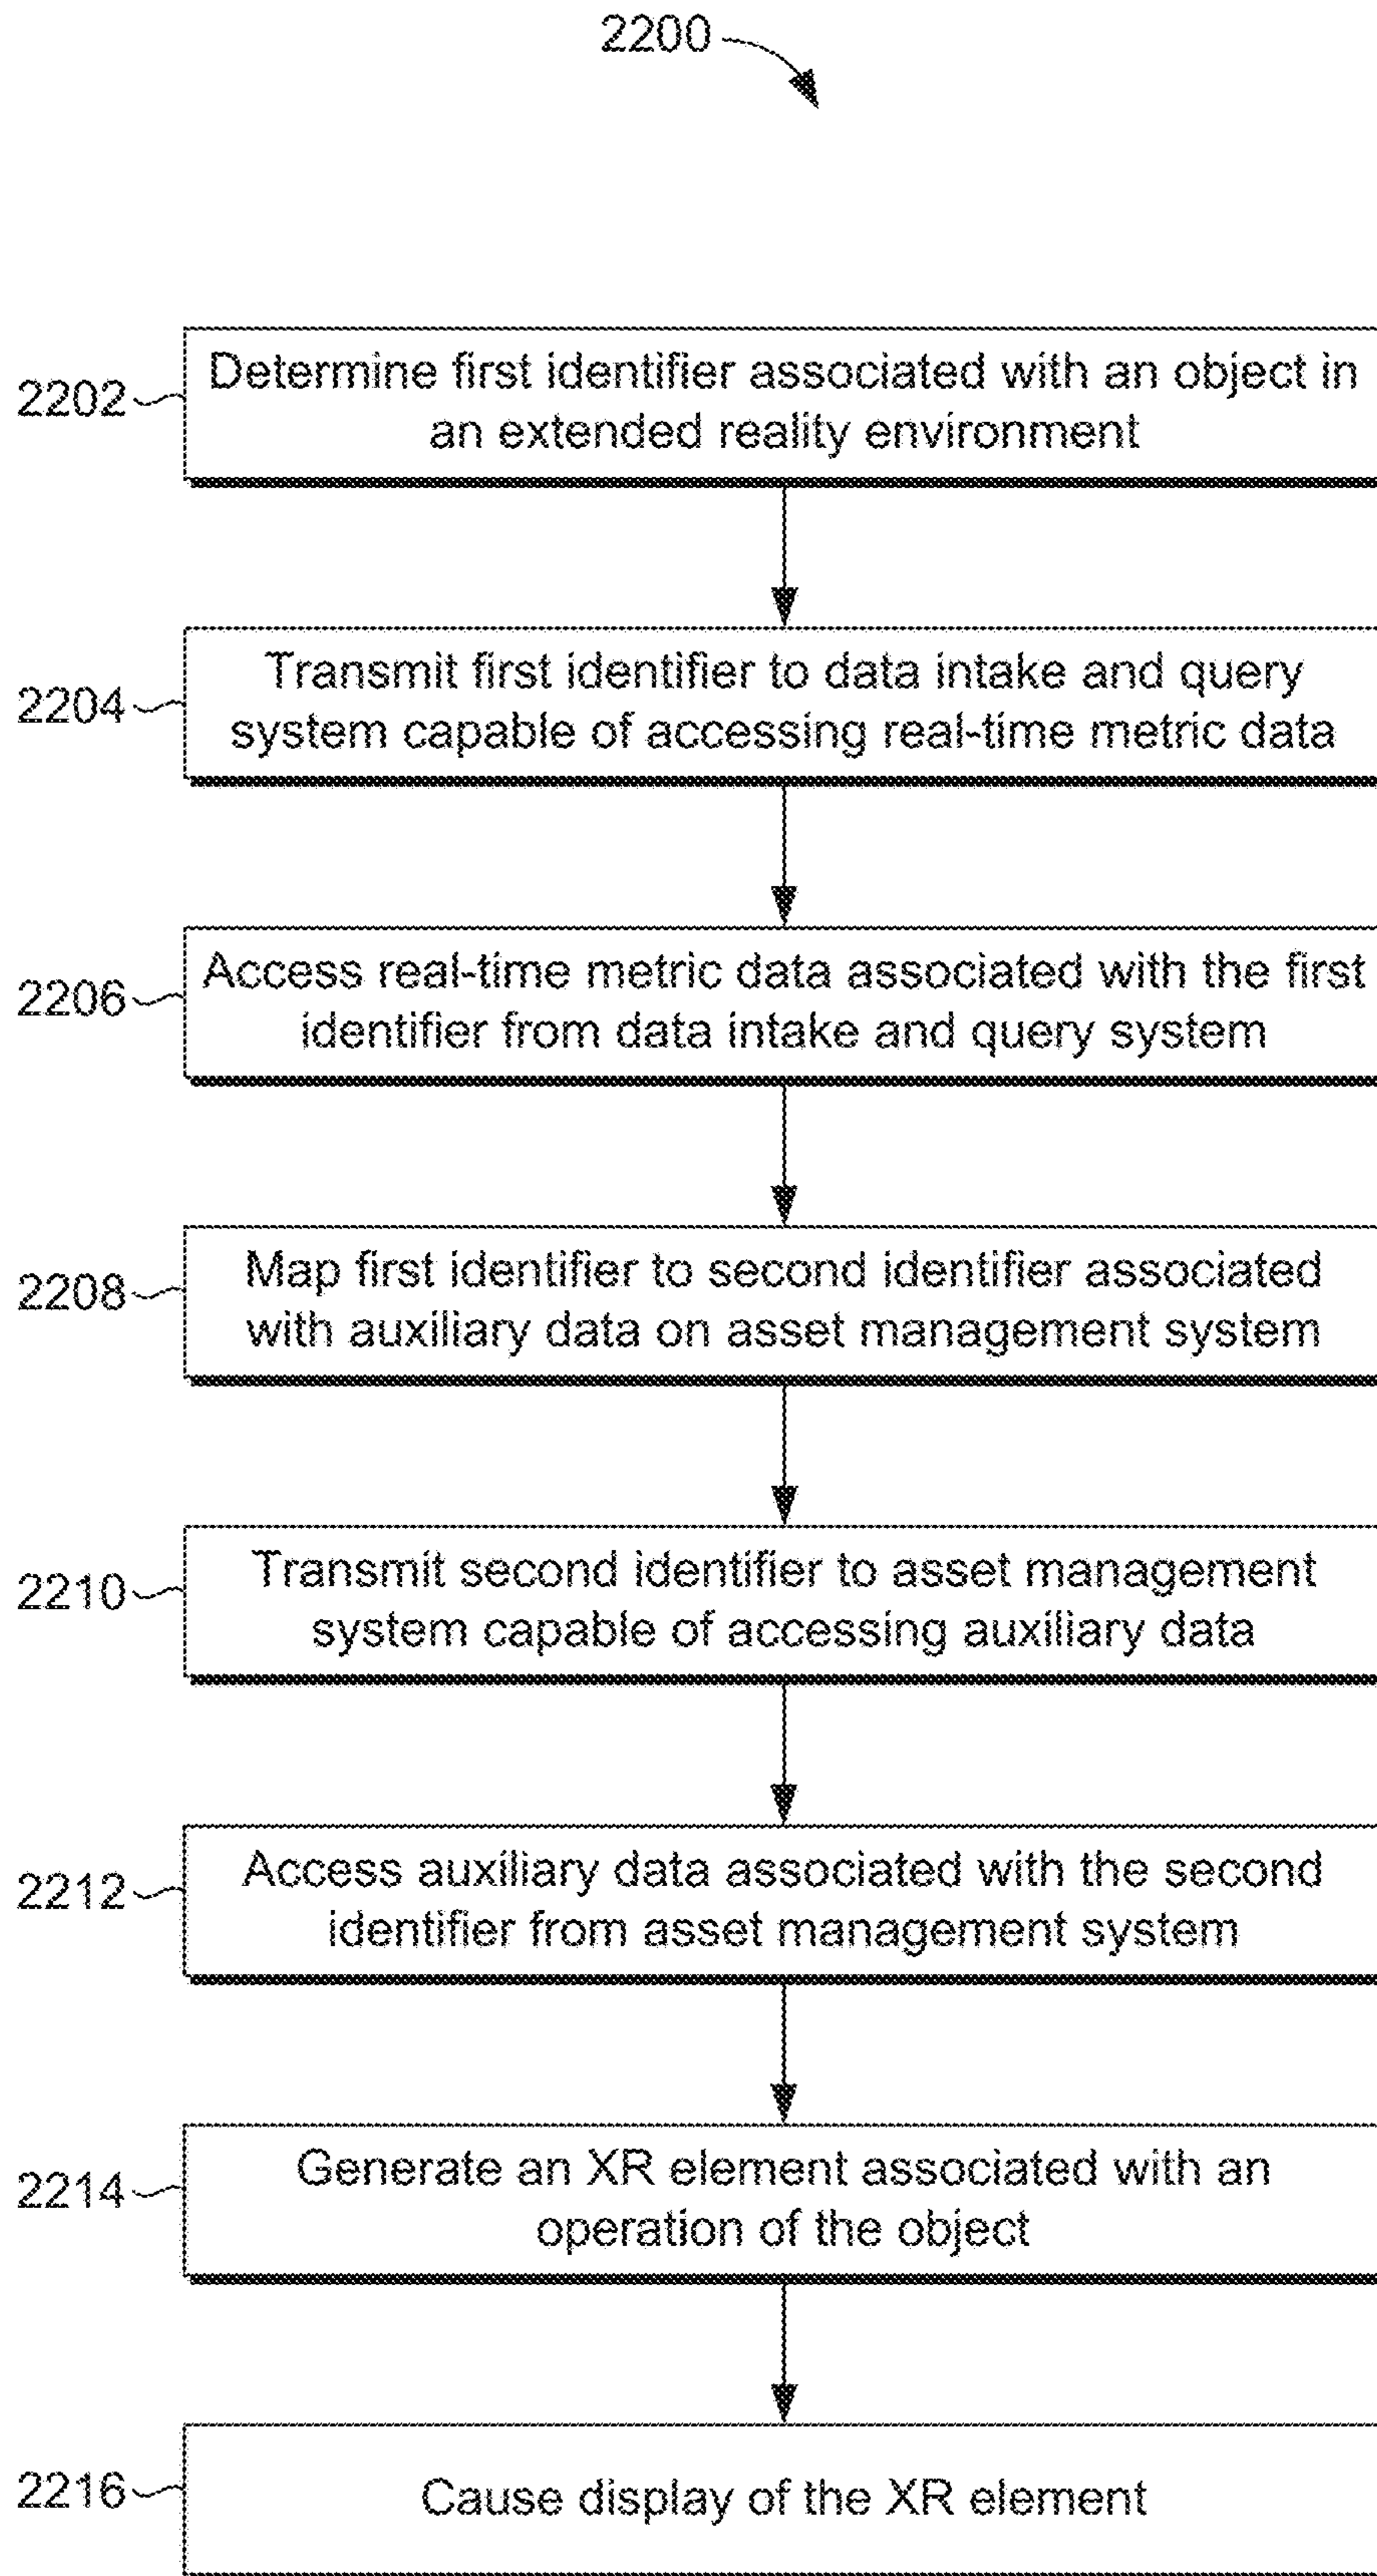 2200
2202
Determine first identifier associated with an object in
an extended reality environment
2204
Transmit first identifier to data intake and query
system capable of accessing real-time metric data
2206
Access real-time metric data associated with the first
identifier from data intake and query system
2208
Map first identifier to second identifier associated
with auxiliary data on asset management system
2210
Transmit second identifier to asset management
system capable of accessing auxiliary data
2212
Access auxiliary data associated with the second
identifier from asset management system
2214
Generate an XR element associated with an
operation of the object
2216
Cause display of the XR element